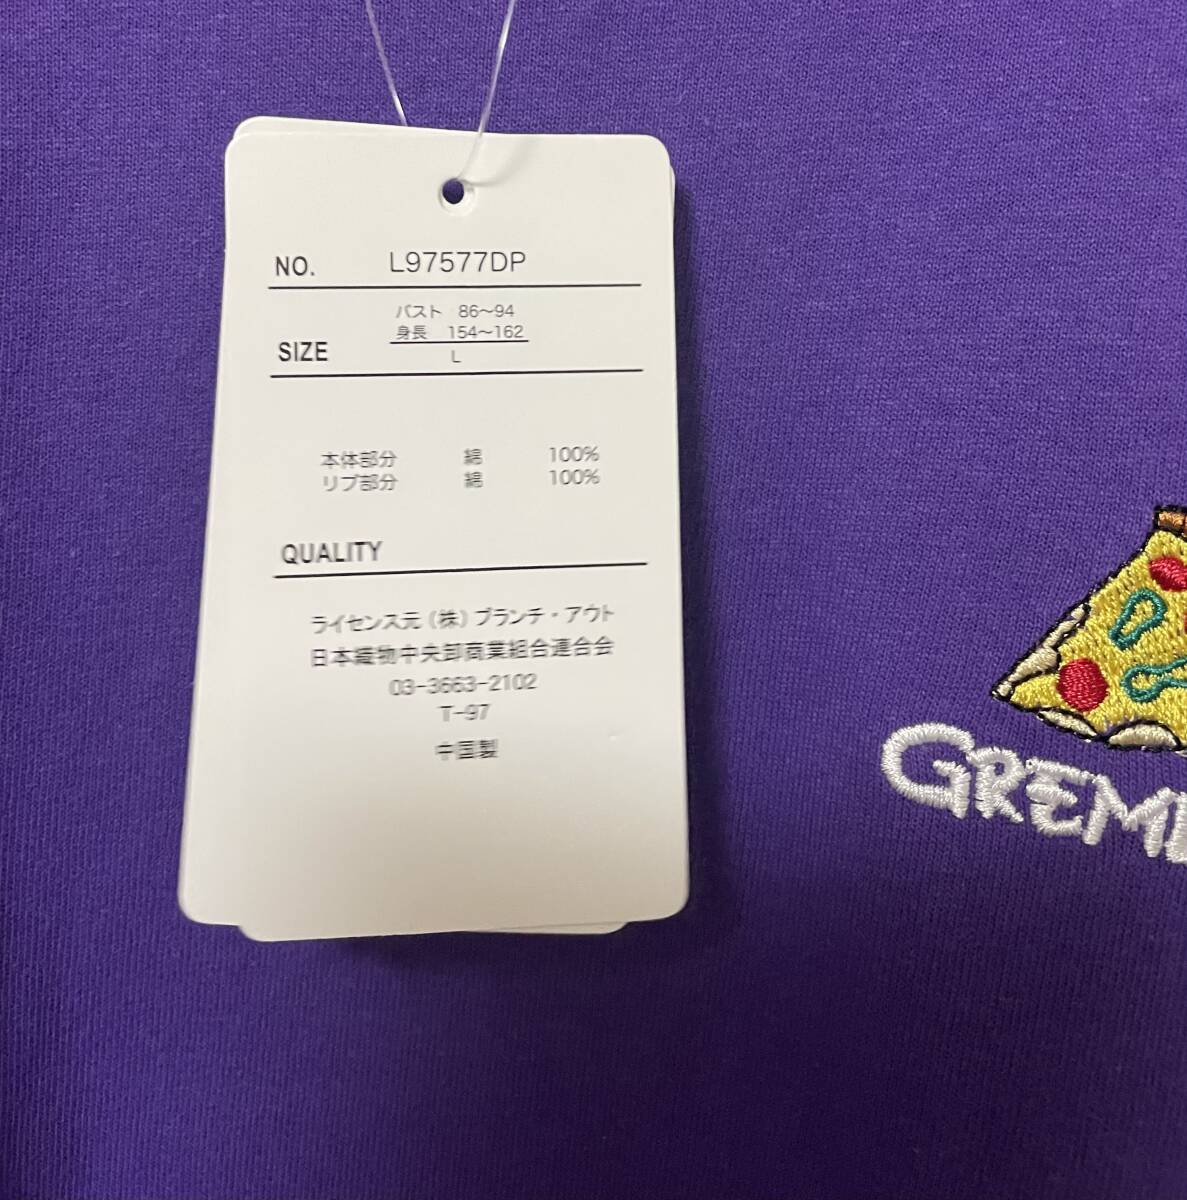 NO. L97577DP
バスト 86～94
身長 154～162
SIZE
L
本体部分 綿 100%
リブ部分 綿 100%
QUALITY
ライセンス元（株）ブランチ・アウト
日本織物中央卸商業組合連合会
03-3663-2102
T-97
中国製
GREM